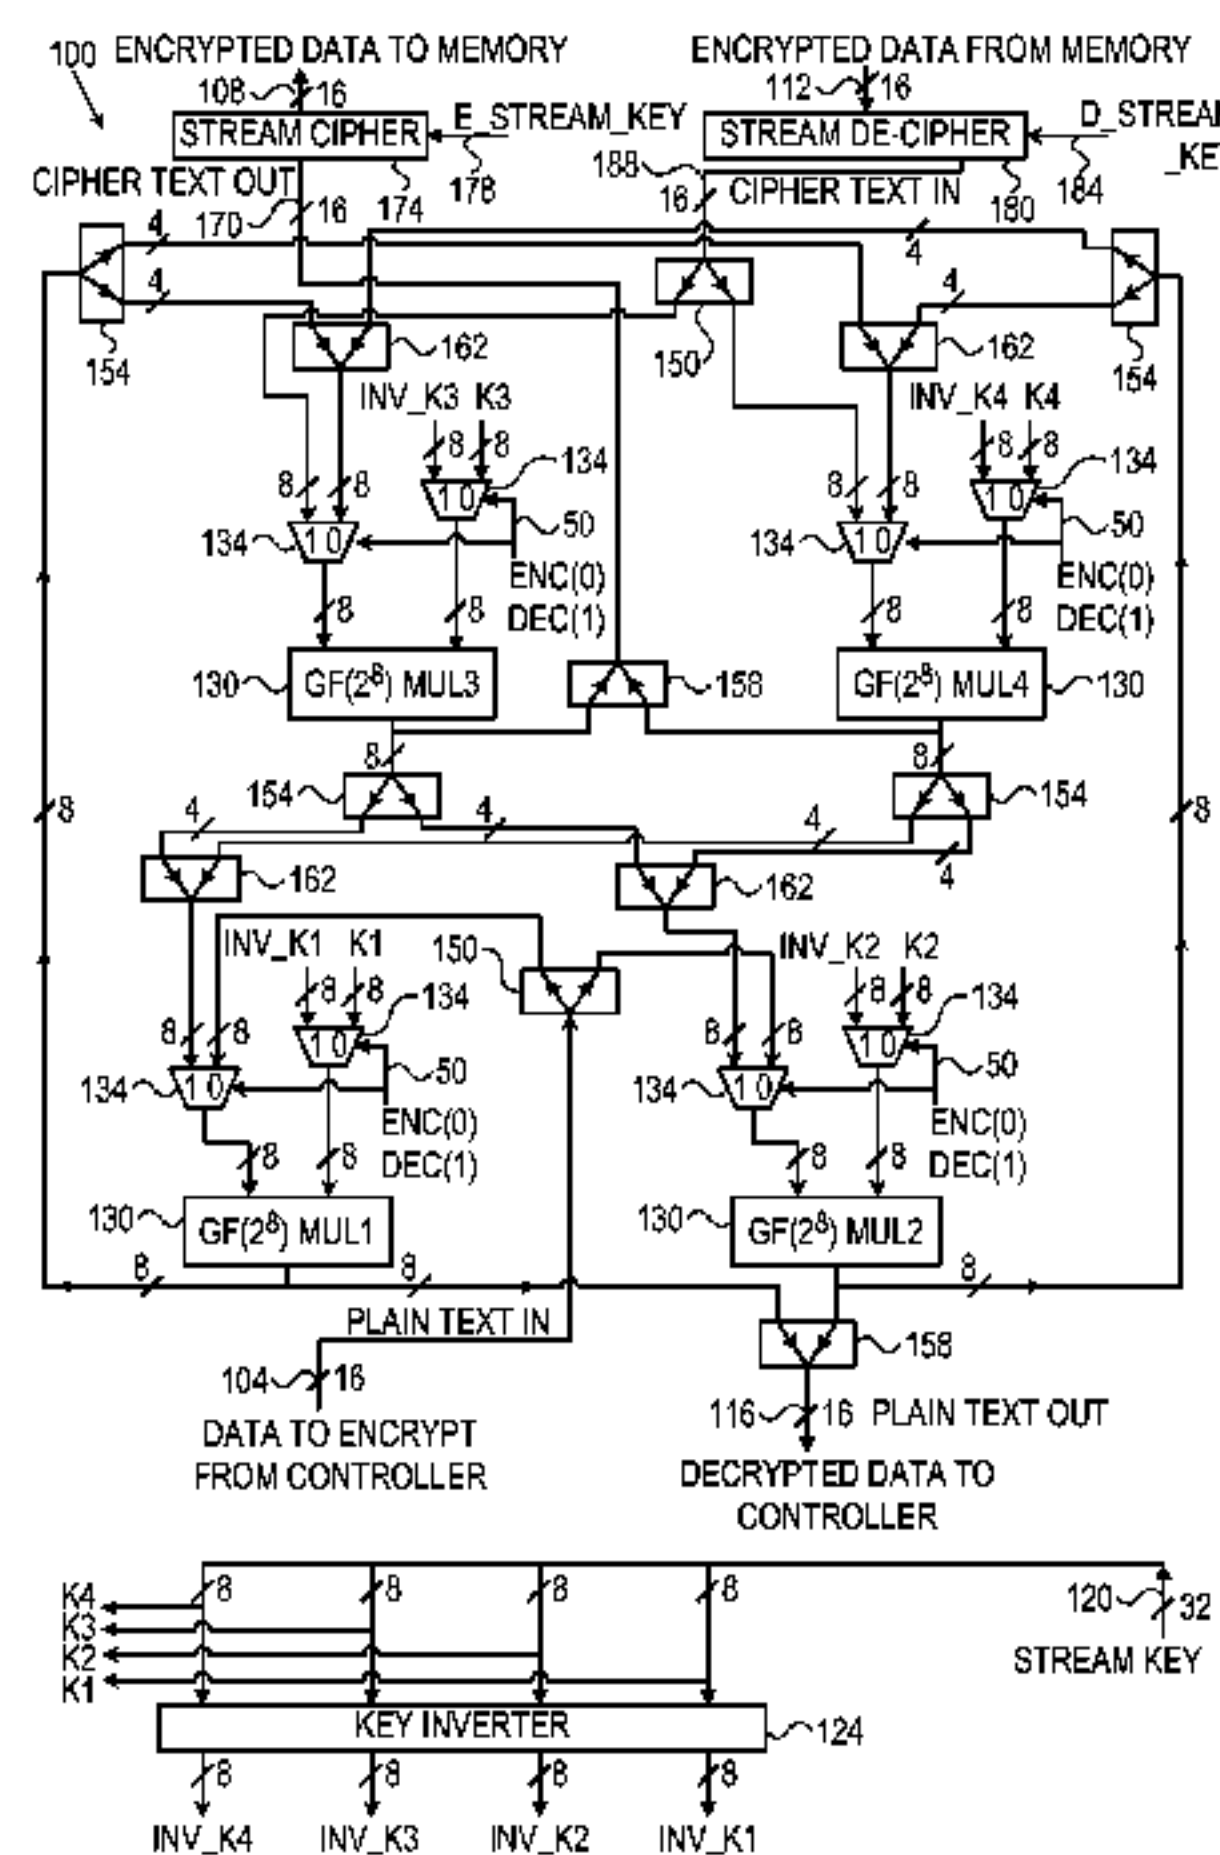 100 ENCRYPTED DATA TO MEMORY ENCRYPTED DATA FROM MEMORY
108 16 112 16
STREAM CIPHER E_STREAM_KEY STREAM DE-CIPHER D_STREAM
_KE
CIPHER TEXT OUT 174 178 188 16 CIPHER TEXT IN 180 184
170 16
4 4
4 4
154 162 150 162 154
INV_K3 K3 INV_K4 K4
8 8 134 8 8 134
8 8 8 8
134 1 0 1 0 50 134 1 0 1 0 50
ENC(0) ENC(0)
8 8 DEC(1) 8 8 DEC(1)
130 GF(2⁸) MUL3 158 GF(2⁸) MUL4 130
8 8
154 154
8 8
4 4 4 4
162 162
INV_K1 K1 150 INV_K2 K2
8 8 134 8 8 134
8 8 8 8
134 1 0 1 0 50 134 1 0 1 0 50
ENC(0) ENC(0)
8 8 DEC(1) 8 8 DEC(1)
130 GF(2⁸) MUL1 130 GF(2⁸) MUL2
8 8 8
PLAIN TEXT IN 158
104 16 116 16 PLAIN TEXT OUT
DATA TO ENCRYPT
FROM CONTROLLER
DECRYPTED DATA TO
CONTROLLER
K4 8 8 8 8 120 32
K3
K2 STREAM KEY
K1
KEY INVERTER 124
8 8 8 8
INV_K4 INV_K3 INV_K2 INV_K1